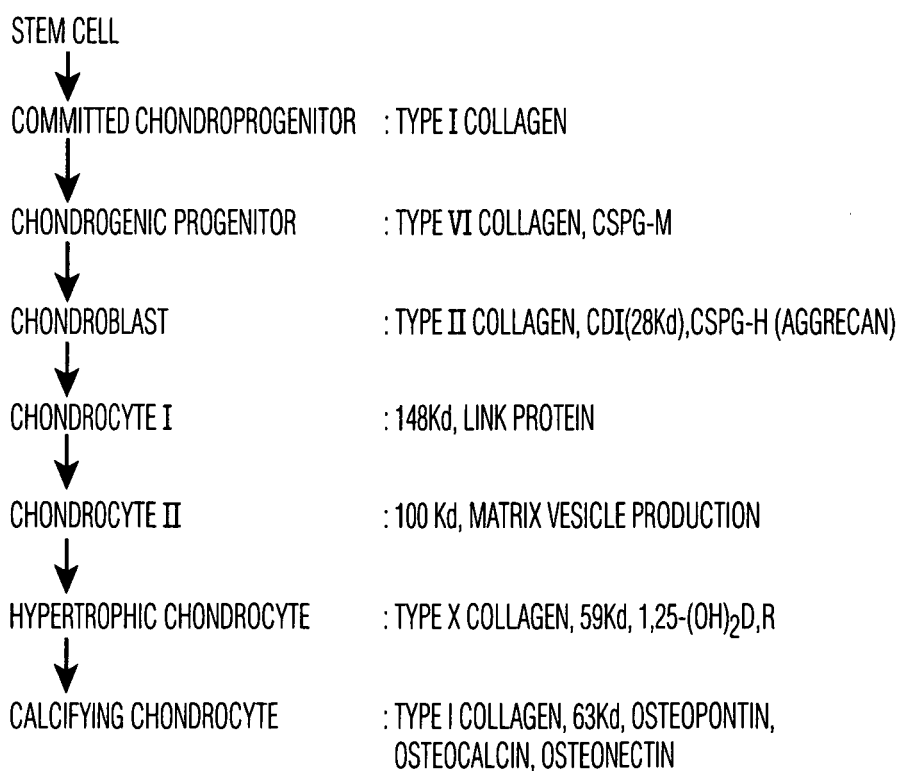 STEM CELL
COMMITTED CHONDROPROGENITOR : TYPE I COLLAGEN
CHONDROGENIC PROGENITOR : TYPE VI COLLAGEN, CSPG-M
CHONDROBLAST : TYPE II COLLAGEN, CDI(28Kd),CSPG-H (AGGRECAN)
CHONDROCYTE I : 148Kd, LINK PROTEIN
CHONDROCYTE II : 100 Kd, MATRIX VESICLE PRODUCTION
HYPERTROPHIC CHONDROCYTE : TYPE X COLLAGEN, 59Kd, 1,25-(OH)2D,R
CALCIFYING CHONDROCYTE : TYPE I COLLAGEN, 63Kd, OSTEOPONTIN,
OSTEOCALCIN, OSTEONECTIN